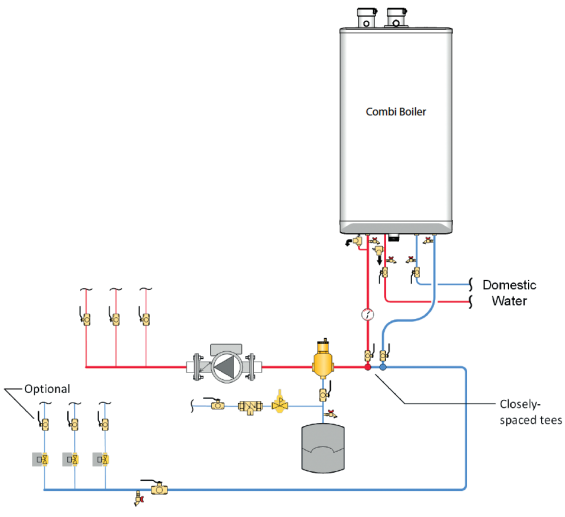 Combi Boiler
Domestic
Water
Optional
Closely-
spaced tees